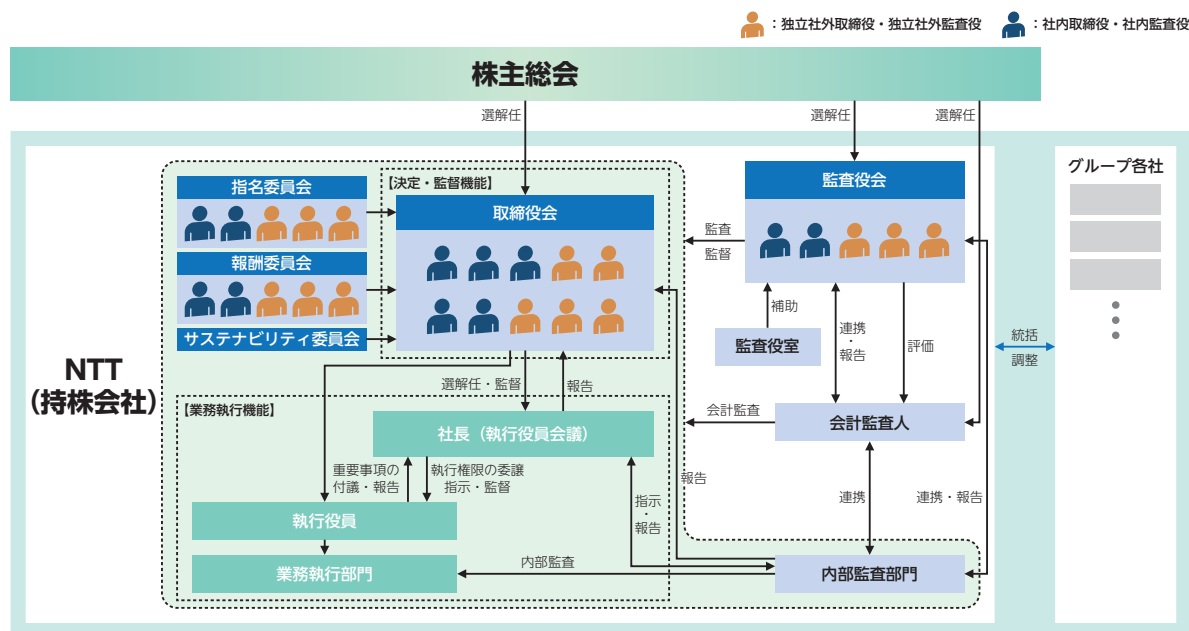 ：独立社外取締役・独立社外監査役
：社内取締役・社内監査役
株主総会
選解任
選解任
選解任
グループ各社
指名委員会
【決定・監督機能】
取締役会
監査役会
監査
監督
報酬委員会
サステナビリティ委員会
補助
監査役室
連携
・
報告
評価
統括
調整
NTT
（持株会社）
選解任・監督
報告
【業務執行機能】
社長（執行役員会議）
会計監査
会計監査人
重要事項の
付議・報告
執行権限の委譲
指示・監督
報告
指示
・
報告
連携
連携・報告
執行役員
内部監査
業務執行部門
内部監査部門